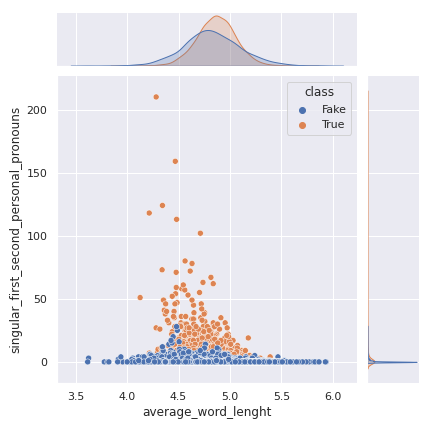 class
Fake
True
singular_first_second_personal_pronouns
200
150
100
50
0
3.5 4.0 4.5 5.0 5.5 6.0
average_word_lenght